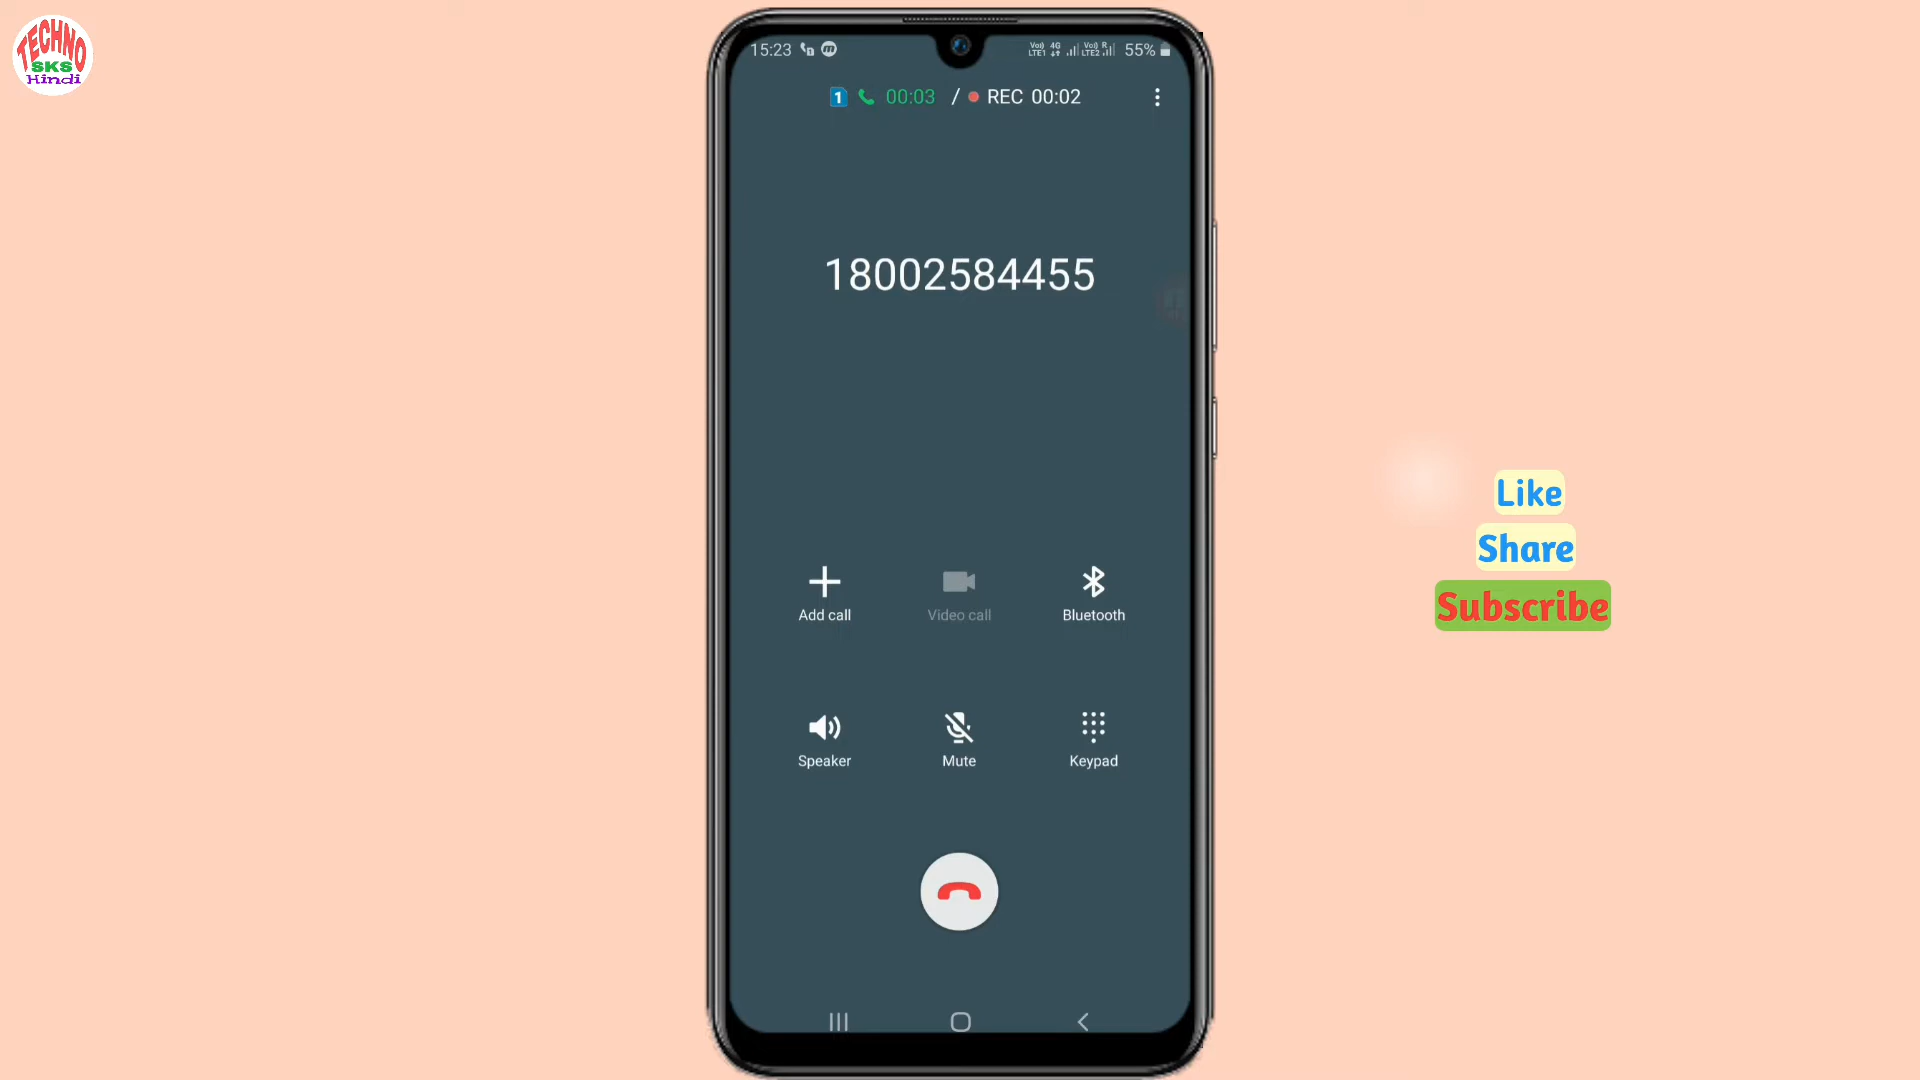 TECHNO
SKS
Hindi
15:23 55%
1 00:03 / REC 00:02
18002584455
Like
Share
Subscribe
Add call Video call Bluetooth
Speaker Mute Keypad